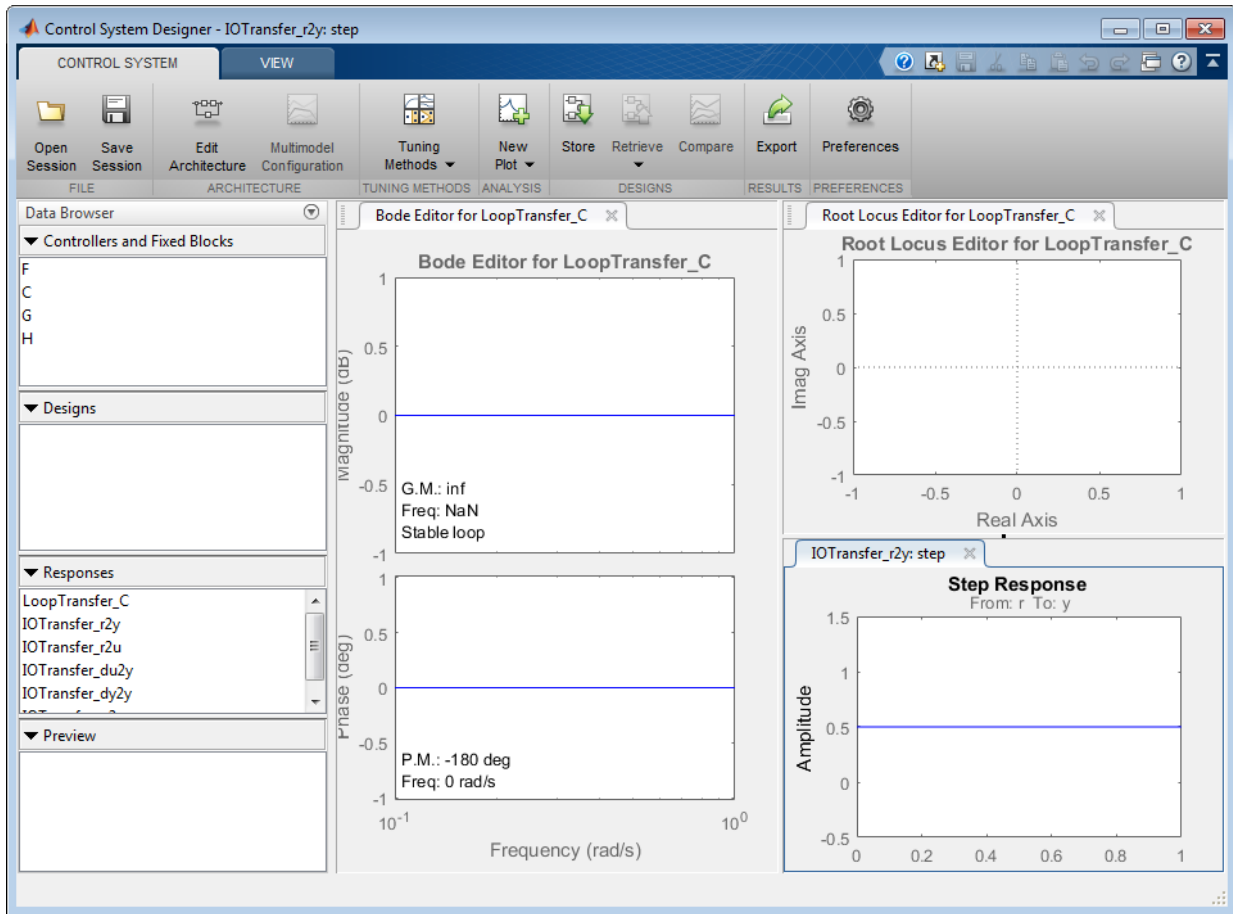 Control System Designer - IOTransfer_r2y: step
CONTROL SYSTEM
VIEW
Open Session
Save Session
Edit Architecture
Multimodel Configuration
Tuning Methods
New Plot
Store
Retrieve
Compare
Export
Preferences
FILE
ARCHITECTURE
TUNING METHODS
ANALYSIS
DESIGNS
RESULTS
PREFERENCES
Data Browser
Controllers and Fixed Blocks
F
C
G
H
Designs
Responses
LoopTransfer_C
IOTransfer_r2y
IOTransfer_r2u
IOTransfer_du2y
IOTransfer_dy2y
Preview
Bode Editor for LoopTransfer_C
Bode Editor for LoopTransfer_C
Magnitude (dB)
1
0.5
0
-0.5
-1
G.M.: inf
Freq: NaN
Stable loop
Phase (deg)
1
0.5
0
-0.5
-1
P.M.: -180 deg
Freq: 0 rad/s
10^-1
10^0
Frequency (rad/s)
Root Locus Editor for LoopTransfer_C
Root Locus Editor for LoopTransfer_C
Imag Axis
1
0.5
0
-0.5
-1
-1
-0.5
0
0.5
1
Real Axis
IOTransfer_r2y: step
Step Response
From: r To: y
Amplitude
1.5
1
0.5
0
-0.5
0
0.2
0.4
0.6
0.8
1